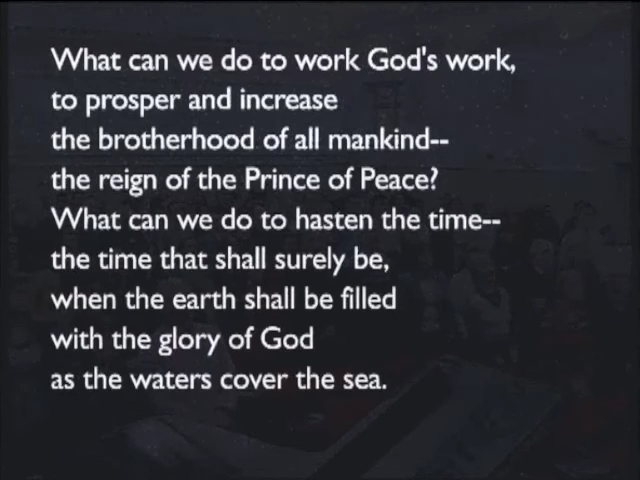 What can we do to work God's work,
to prosper and increase
the brotherhood of all mankind--
the reign of the Prince of Peace?
What can we do to hasten the time--
the time that shall surely be,
when the earth shall be filled
with the glory of God
as the waters cover the sea.